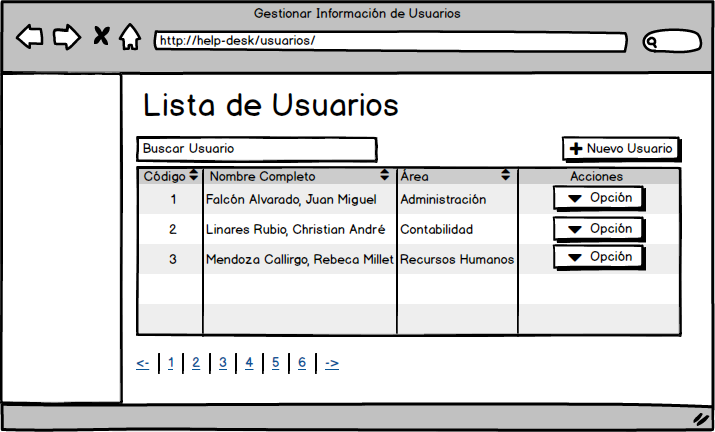 Gestionar Información de Usuarios
http://help-desk/usuarios/
Lista de Usuarios
Buscar Usuario
Nuevo Usuario
Código Nombre Completo Área Acciones
1 Falcón Alvarado, Juan Miguel Administración Opción
2 Linares Rubio, Christian André Contabilidad Opción
3 Mendoza Callirgo, Rebeca Millet Recursos Humanos Opción
<- | 1 | 2 | 3 | 4 | 5 | 6 | ->